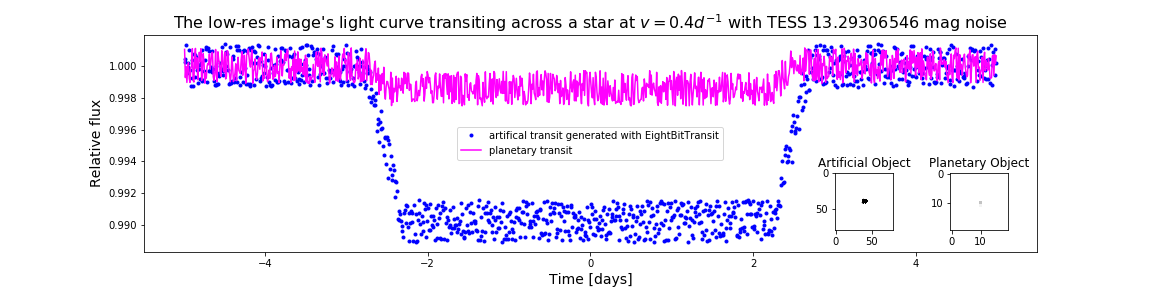 The low-res image's light curve transiting across a star at v = 0.4d⁻¹ with TESS 13.29306546 mag noise
Relative flux
1.000
0.998
0.996
0.994
0.992
0.990
artifical transit generated with EightBitTransit
planetary transit
Artificial Object
0
50
0 50
Planetary Object
0
10
0 10
−4 −2 0 2 4
Time [days]